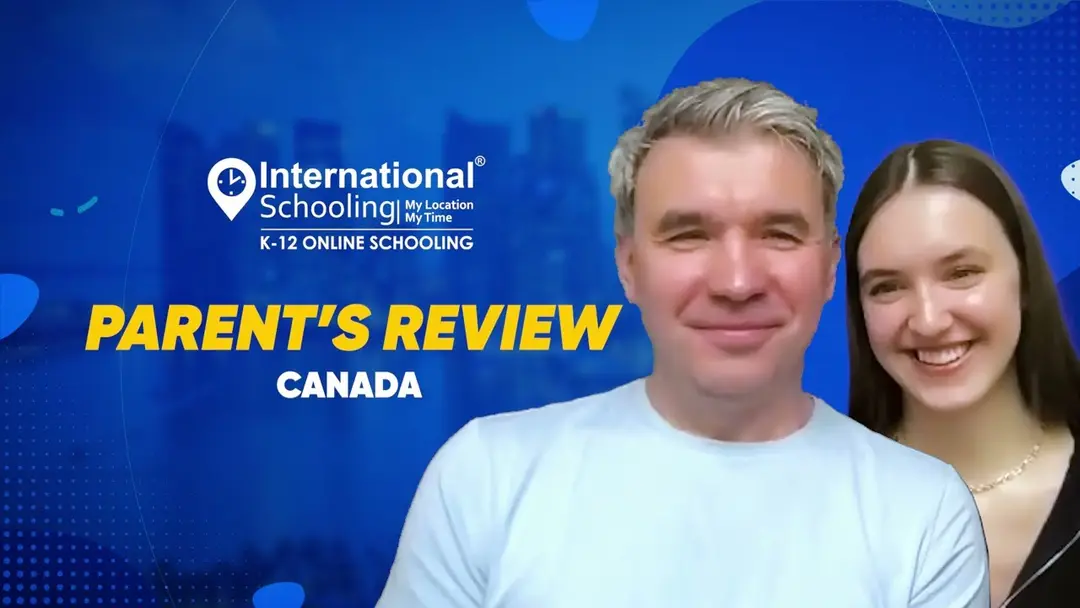 International®
Schooling| My Location
My Time
K-12 ONLINE SCHOOLING
PARENT'S REVIEW
CANADA